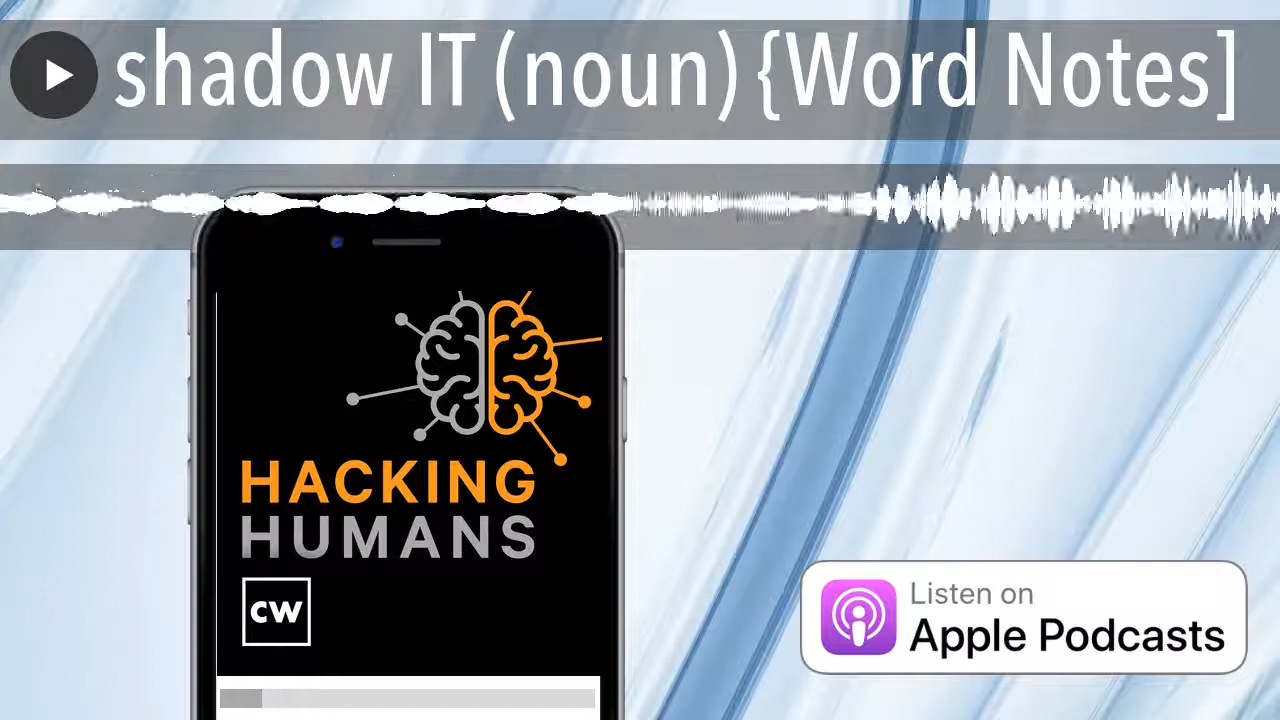 shadow IT (noun) {Word Notes]
HACKING
HUMANS
CW
Listen on
Apple Podcasts